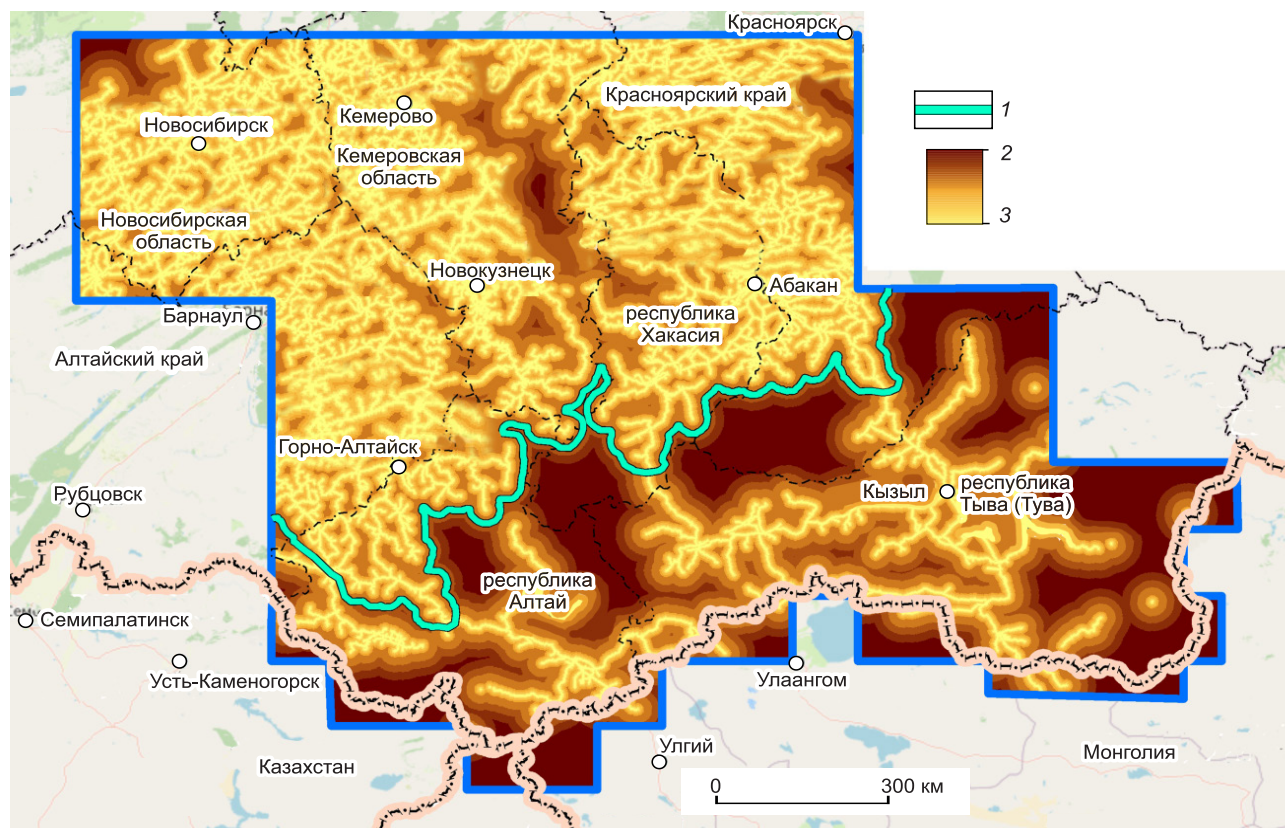 Красноярск
Красноярский край
1
2
3
Кемерово
Новосибирск
Кемеровская
область
Новосибирская
область
Новокузнецк
Абакан
республика
Хакасия
Барнаул
Алтайский край
Горно-Алтайск
Рубцовск
Кызыл
республика
Тыва (Тува)
республика
Алтай
Семипалатинск
Усть-Каменогорск
Улаангом
Улгий
Казахстан
Монголия
0
300 км